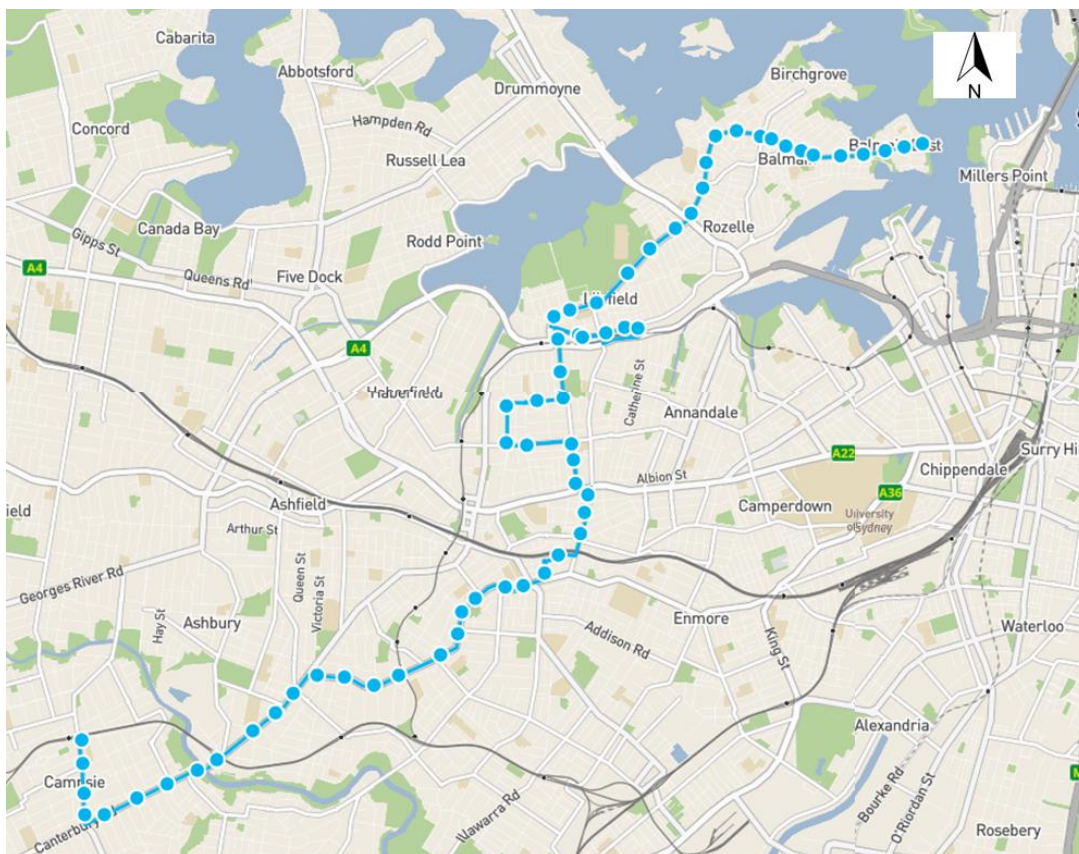 Cabarita
Abbotsford
Drummoyne
Birchgrove
N
Concord
Hampden Rd
Russell Lea
Millers Point
Canada Bay
Rodd Point
Rozelle
Gipps St
A4
Queens Rd
Five Dock
A4
Catherine St
Annandale
Albion St
A22
Surry Hi
Chippendale
A36
Camperdown
University
of Sydney
Ashfield
field
Arthur St
Georges River Rd
Queen St
Victoria St
Hay St
Ashbury
Enmore
Addison Rd
King St
Waterloo
Alexandria
Campsie
Canterbury
Illawarra Rd
Bourke Rd
O'Riordan St
M
Rosebery